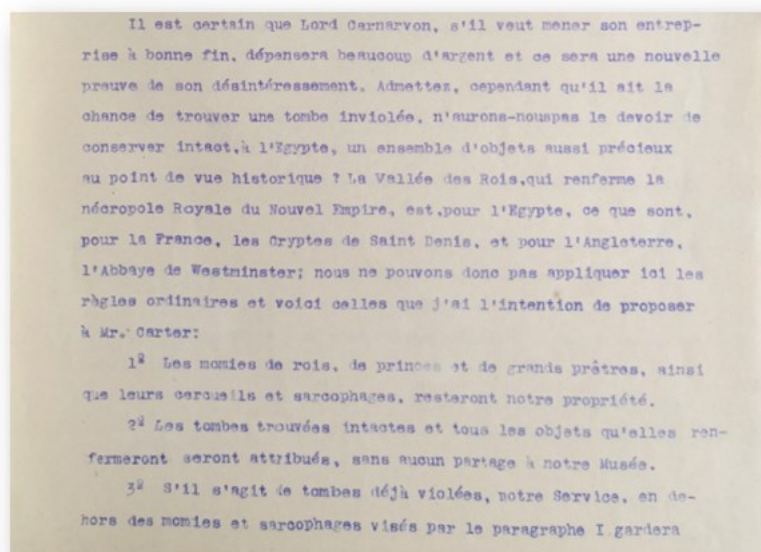 Il est certain que Lord Carnarvon, s'il veut mener son entrep-
rise à bonne fin, dépensera beaucoup d'argent et ce sera une nouvelle
preuve de son désintéressement. Admettez, cependant qu'il ait la
chance de trouver une tombe inviolée, n'aurons-nouspas le devoir de
conserver intact,à l'Egypte, un ensemble d'objets aussi précieux
au point de vue historique ? La Vallée des Rois,qui renferme la
nécropole Royale du Nouvel Empire, est,pour l'Egypte, ce que sont,
pour la France, les Cryptes de Saint Denis, et pour l'Angleterre,
l'Abbaye de Westminster; nous ne pouvons donc pas appliquer ici les
règles ordinaires et voici celles que j'ai l'intention de proposer
à Mr. Carter:
1º Les momies de rois, de princes et de grands prêtres, ainsi
que leurs cercueils et sarcophages, resteront notre propriété.
2º Les tombes trouvées intactes et tous les objets qu'elles ren-
fermeront seront attribués, sans aucun partage à notre Musée.
3º S'il s'agit de tombes déjà violées, notre Service, en de-
hors des momies et sarcophages visés par le paragraphe I gardera